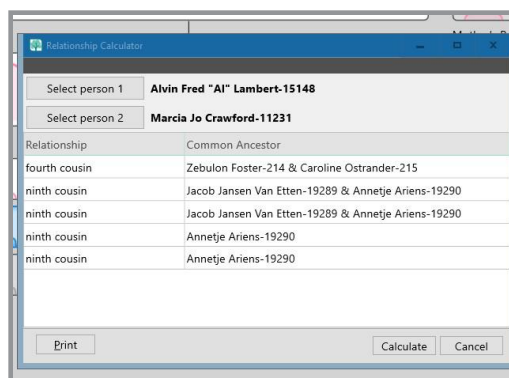 Relationship Calculator
Select person 1 Alvin Fred "Al" Lambert-15148
Select person 2 Marcia Jo Crawford-11231
Relationship Common Ancestor
fourth cousin Zebulon Foster-214 & Caroline Ostrander-215
ninth cousin Jacob Jansen Van Etten-19289 & Annetje Ariens-19290
ninth cousin Jacob Jansen Van Etten-19289 & Annetje Ariens-19290
ninth cousin Annetje Ariens-19290
ninth cousin Annetje Ariens-19290
Print Calculate Cancel